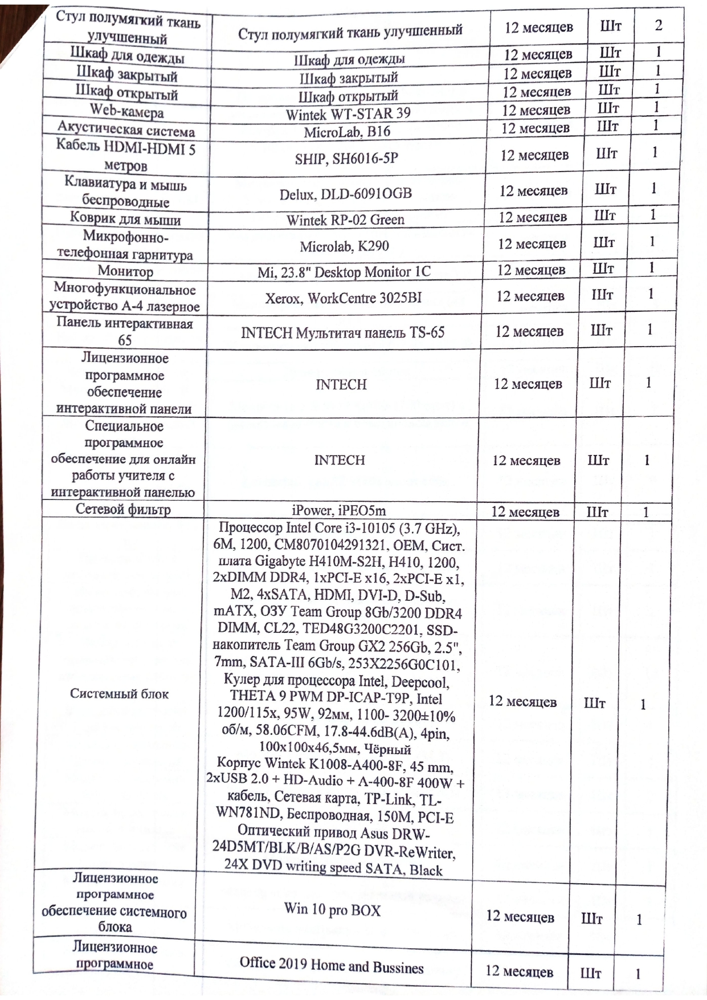 Стул полумягкий ткань
улучшенный
Стул полумягкий ткань улучшенный
12 месяцев
Шт
2
Шкаф для одежды
Шкаф для одежды
12 месяцев
Шт
1
Шкаф закрытый
Шкаф закрытый
12 месяцев
Шт
1
Шкаф открытый
Шкаф открытый
12 месяцев
Шт
1
Web-камера
Wintek WT-STAR 39
12 месяцев
Шт
1
Акустическая система
MicroLab, B16
12 месяцев
Шт
1
Кабель HDMI-HDMI 5
метров
SHIP, SH6016-5P
12 месяцев
Шт
1
Клавиатура и мышь
беспроводные
Delux, DLD-6091OGB
12 месяцев
Шт
1
Коврик для мыши
Wintek RP-02 Green
12 месяцев
Шт
1
Микрофонно-
телефонная гарнитура
Microlab, K290
12 месяцев
Шт
1
Монитор
Mi, 23.8" Desktop Monitor 1C
12 месяцев
Шт
1
Многофункциональное
устройство А-4 лазерное
Xerox, WorkCentre 3025BI
12 месяцев
Шт
1
Панель интерактивная
65
INTECH Мультитач панель TS-65
12 месяцев
Шт
1
Лицензионное
программное
обеспечение
интерактивной панели
INTECH
12 месяцев
Шт
1
Специальное
программное
обеспечение для онлайн
работы учителя с
интерактивной панелью
INTECH
12 месяцев
Шт
1
Сетевой фильтр
iPower, iPEO5m
12 месяцев
Шт
1
Системный блок
Процессор Intel Core i3-10105 (3.7 GHz),
6M, 1200, CM8070104291321, OEM, Сист.
плата Gigabyte H410M-S2H, H410, 1200,
2xDIMM DDR4, 1xPCI-E x16, 2xPCI-E x1,
M2, 4xSATA, HDMI, DVI-D, D-Sub,
mATX, ОЗУ Team Group 8Gb/3200 DDR4
DIMM, CL22, TED48G3200C2201, SSD-
накопитель Team Group GX2 256Gb, 2.5",
7mm, SATA-III 6Gb/s, 253X2256G0C101,
Кулер для процессора Intel, Deepcool,
THETA 9 PWM DP-ICAP-T9P, Intel
1200/115x, 95W, 92мм, 1100- 3200±10%
об/м, 58.06CFM, 17.8-44.6dB(A), 4pin,
100x100x46,5мм, Чёрный
Корпус Wintek K1008-A400-8F, 45 mm,
2xUSB 2.0 + HD-Audio + A-400-8F 400W +
кабель, Сетевая карта, TP-Link, TL-
WN781ND, Беспроводная, 150M, PCI-E
Оптический привод Asus DRW-
24D5MT/BLK/B/AS/P2G DVR-ReWriter,
24X DVD writing speed SATA, Black
12 месяцев
Шт
1
Лицензионное
программное
обеспечение системного
блока
Win 10 pro BOX
12 месяцев
Шт
1
Лицензионное
программное
Office 2019 Home and Bussines
12 месяцев
Шт
1